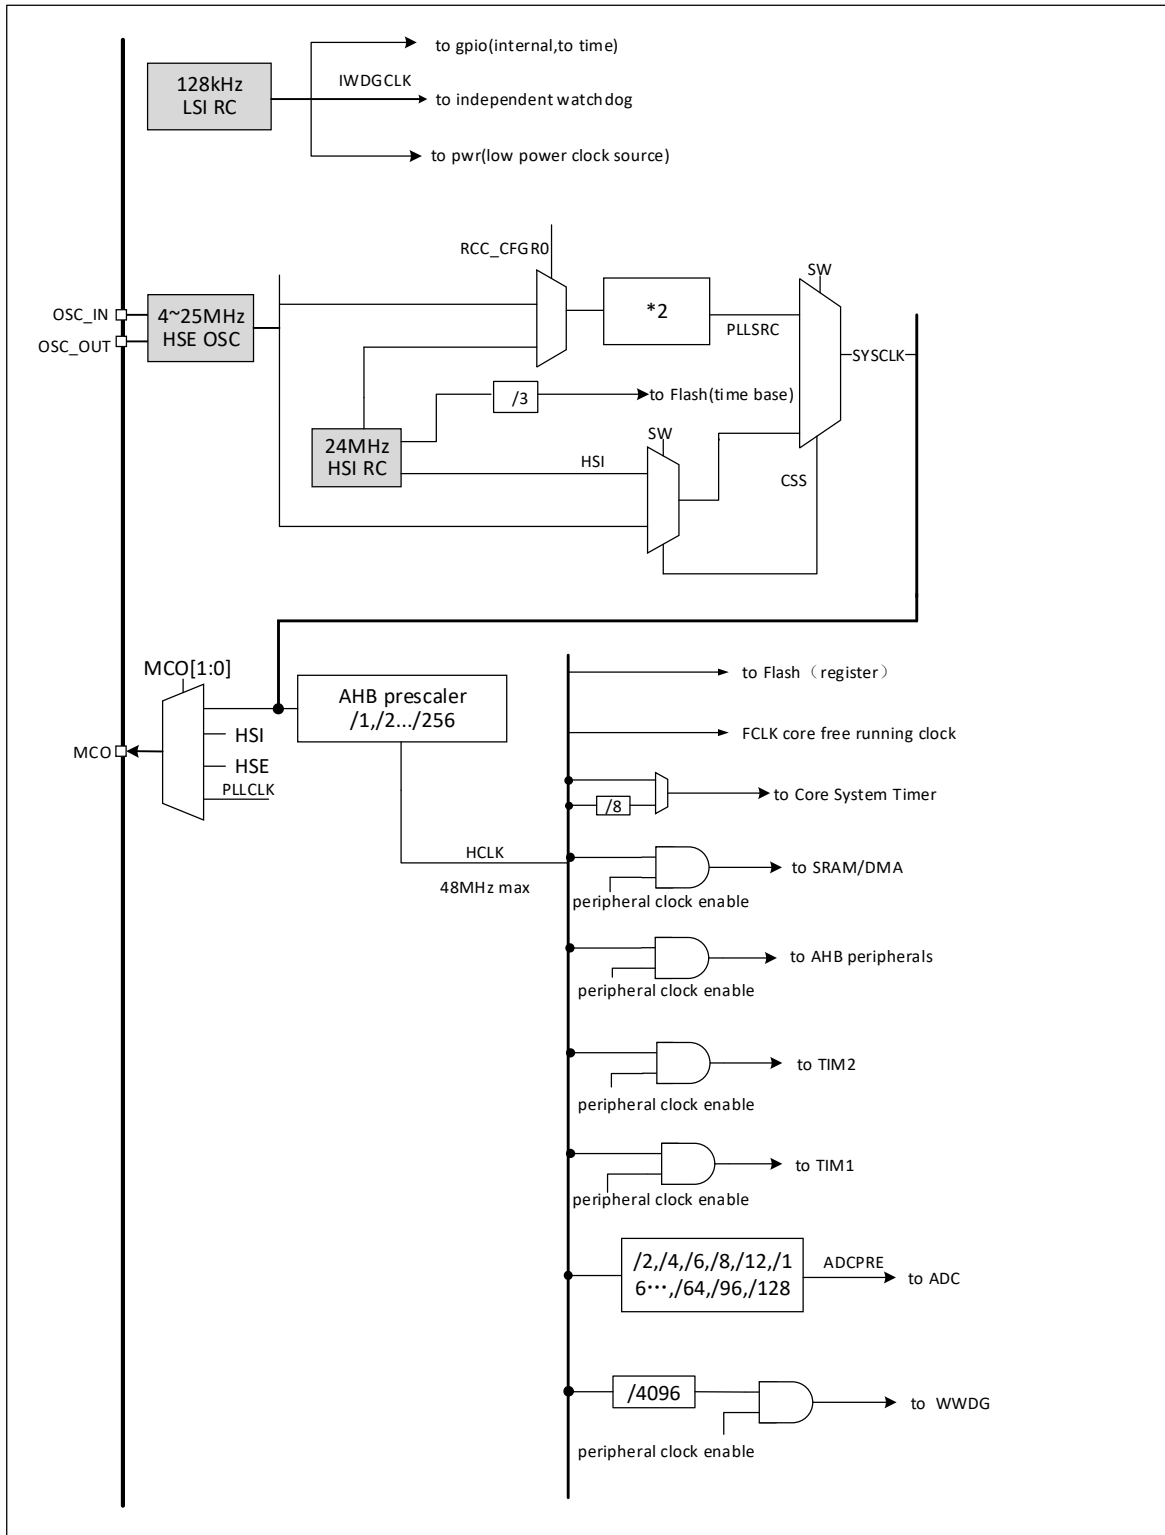 to gpio(internal,to time)
128kHz
LSI RC
IWDGCLK
to independent watchdog
to pwr(low power clock source)
RCC_CFGR0
SW
OSC_IN
OSC_OUT
4~25MHz
HSE OSC
*2
PLLSRC
SYSCLK
/3
to Flash(time base)
24MHz
HSI RC
HSI
SW
CSS
MCO[1:0]
AHB prescaler
/1,/2.../256
HSI
HSE
PLLCLK
MCO
HCLK
48MHz max
to Flash（register）
FCLK core free running clock
/8
to Core System Timer
to SRAM/DMA
peripheral clock enable
to AHB peripherals
peripheral clock enable
to TIM2
peripheral clock enable
to TIM1
peripheral clock enable
/2,/4,/6,/8,/12,/1
6···,/64,/96,/128
ADCPRE
to ADC
/4096
to WWDG
peripheral clock enable